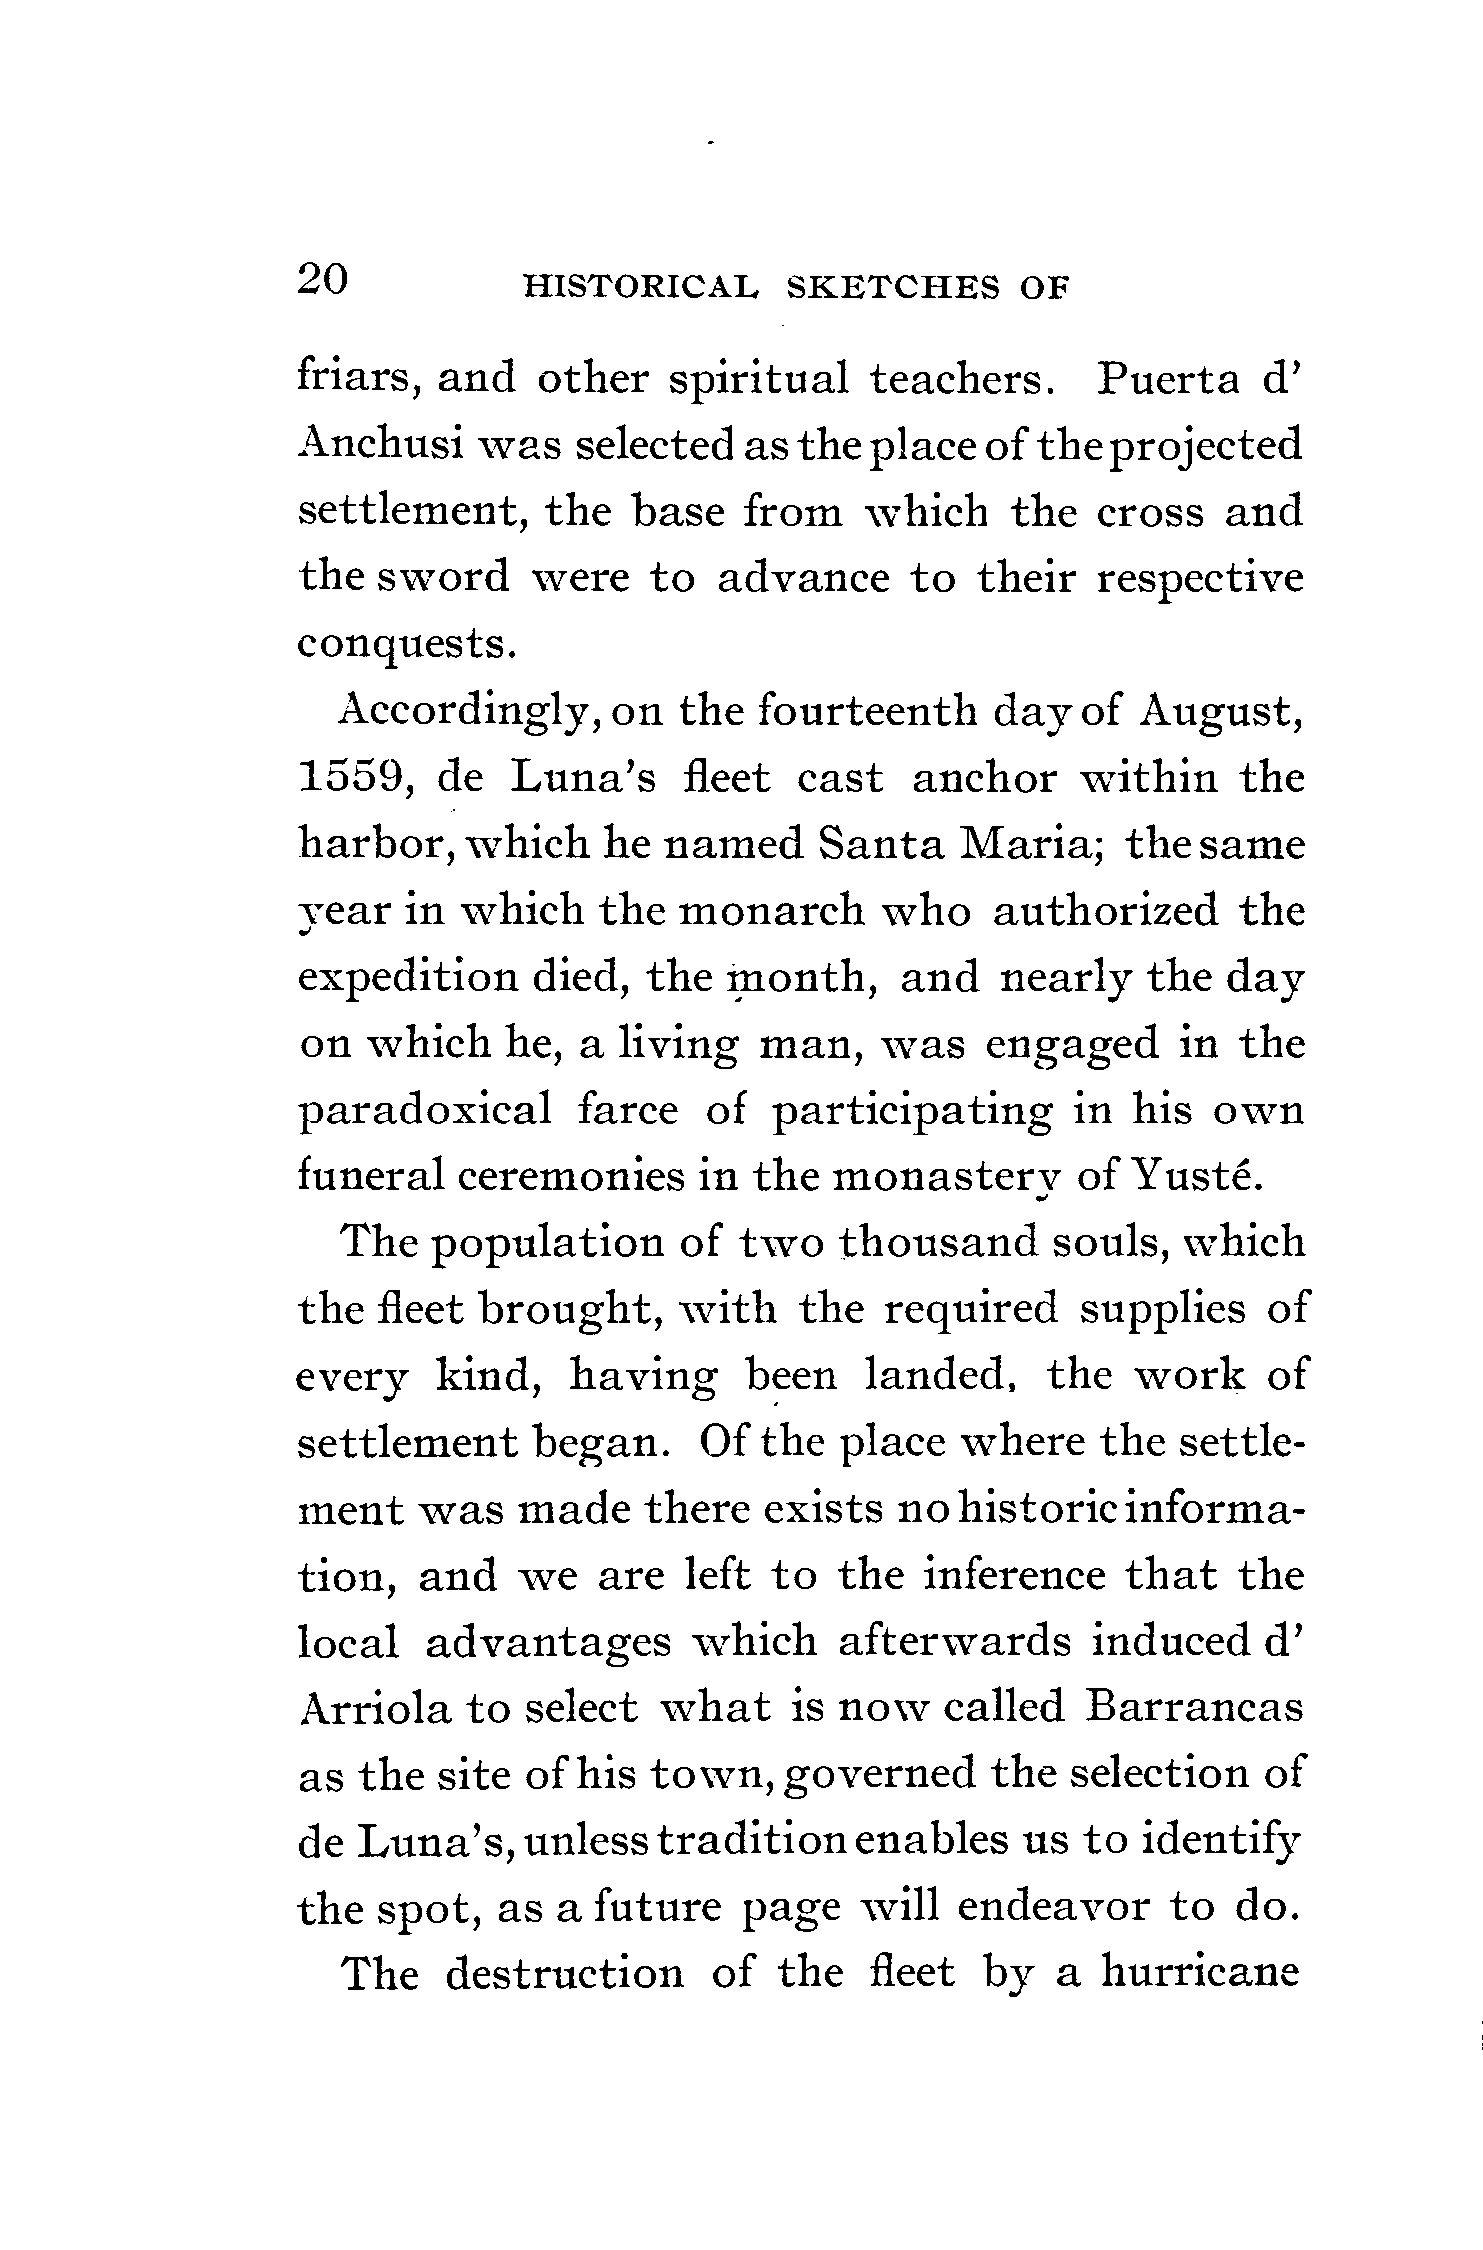 20 HISTORICAL SKETCHES OF
friars, and other spiritual teachers. Puerta d'
Anchusi was selected as the place of the projected
settlement, the base from which the cross and
the sword were to advance to their respective
conquests.
Accordingly, on the fourteenth day of August,
1559, de Luna's fleet cast anchor within the
harbor, which he named Santa Maria; the same
year in which the monarch who authorized the
expedition died, the month, and nearly the day
on which he, a living man, was engaged in the
paradoxical farce of participating in his own
funeral ceremonies in the monastery of Yusté.
The population of two thousand souls, which
the fleet brought, with the required supplies of
every kind, having been landed, the work of
settlement began. Of the place where the settle-
ment was made there exists no historic informa-
tion, and we are left to the inference that the
local advantages which afterwards induced d'
Arriola to select what is now called Barrancas
as the site of his town, governed the selection of
de Luna's, unless tradition enables us to identify
the spot, as a future page will endeavor to do.
The destruction of the fleet by a hurricane